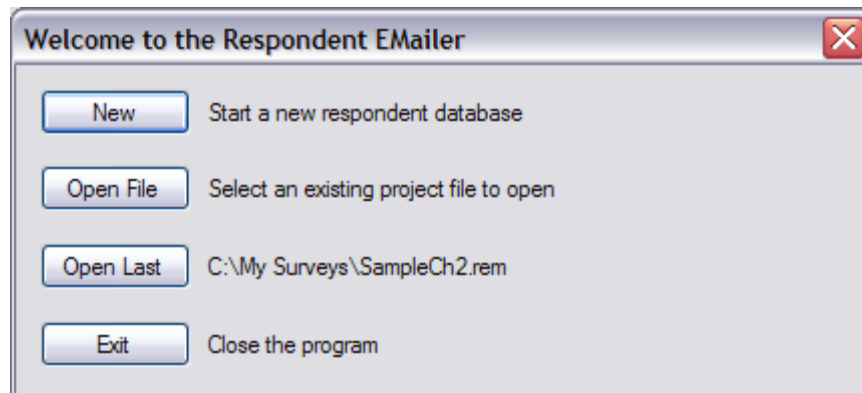 Welcome to the Respondent EMailer
New Start a new respondent database
Open File Select an existing project file to open
Open Last C:\My Surveys\SampleCh2.rem
Exit Close the program